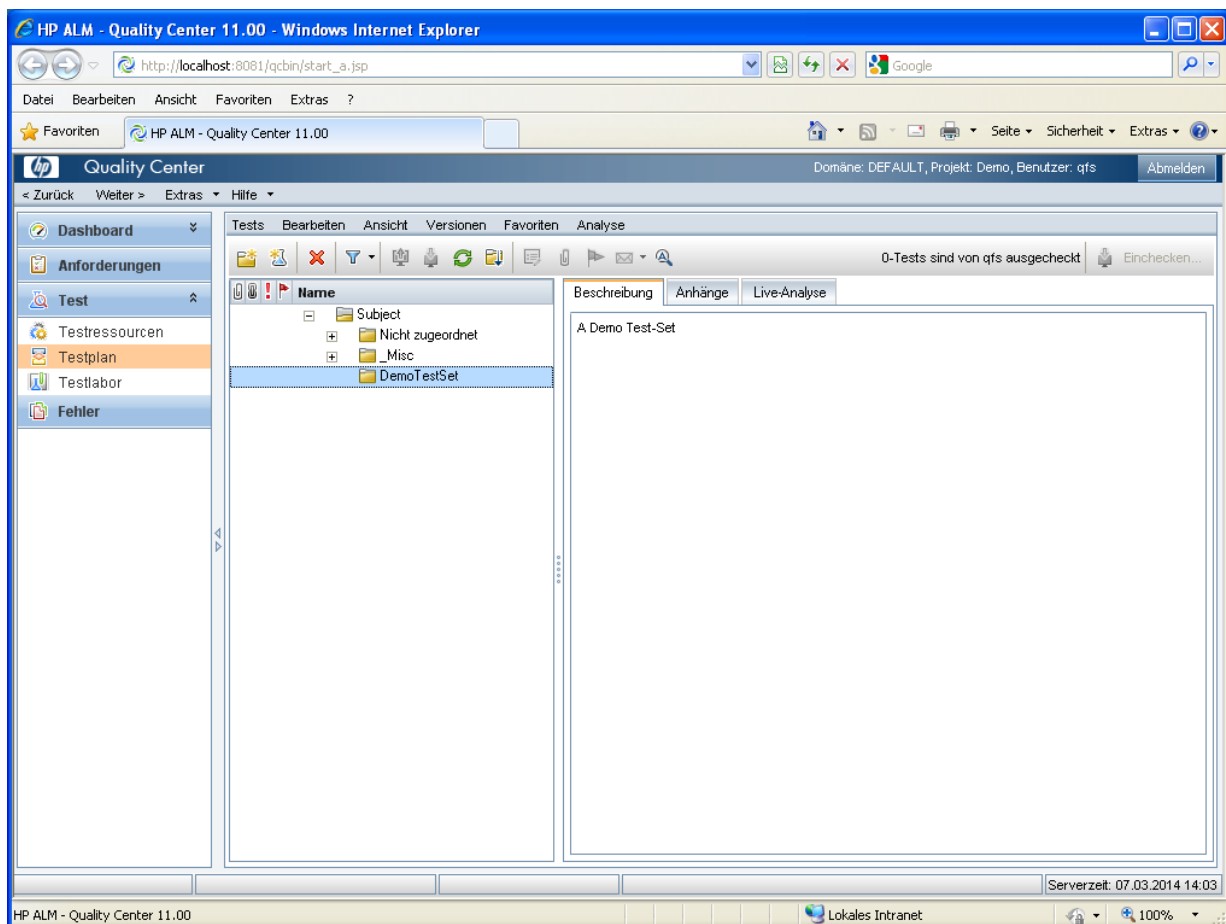 HP ALM - Quality Center 11.00 - Windows Internet Explorer
http://localhost:8081/qcbin/start_a.jsp
Google
Datei Bearbeiten Ansicht Favoriten Extras ?
Favoriten HP ALM - Quality Center 11.00 Seite Sicherheit Extras
hp Quality Center Domäne: DEFAULT, Projekt: Demo, Benutzer: qfs Abmelden
< Zurück Weiter > Extras Hilfe
Dashboard
Anforderungen
Test
Testressourcen
Testplan
Testlabor
Fehler
Tests Bearbeiten Ansicht Versionen Favoriten Analyse
0-Tests sind von qfs ausgecheckt Einchecken...
Name
Subject
Nicht zugeordnet
_Misc
DemoTestSet
Beschreibung Anhänge Live-Analyse
A Demo Test-Set
Serverzeit: 07.03.2014 14:03
HP ALM - Quality Center 11.00 Lokales Intranet 100%